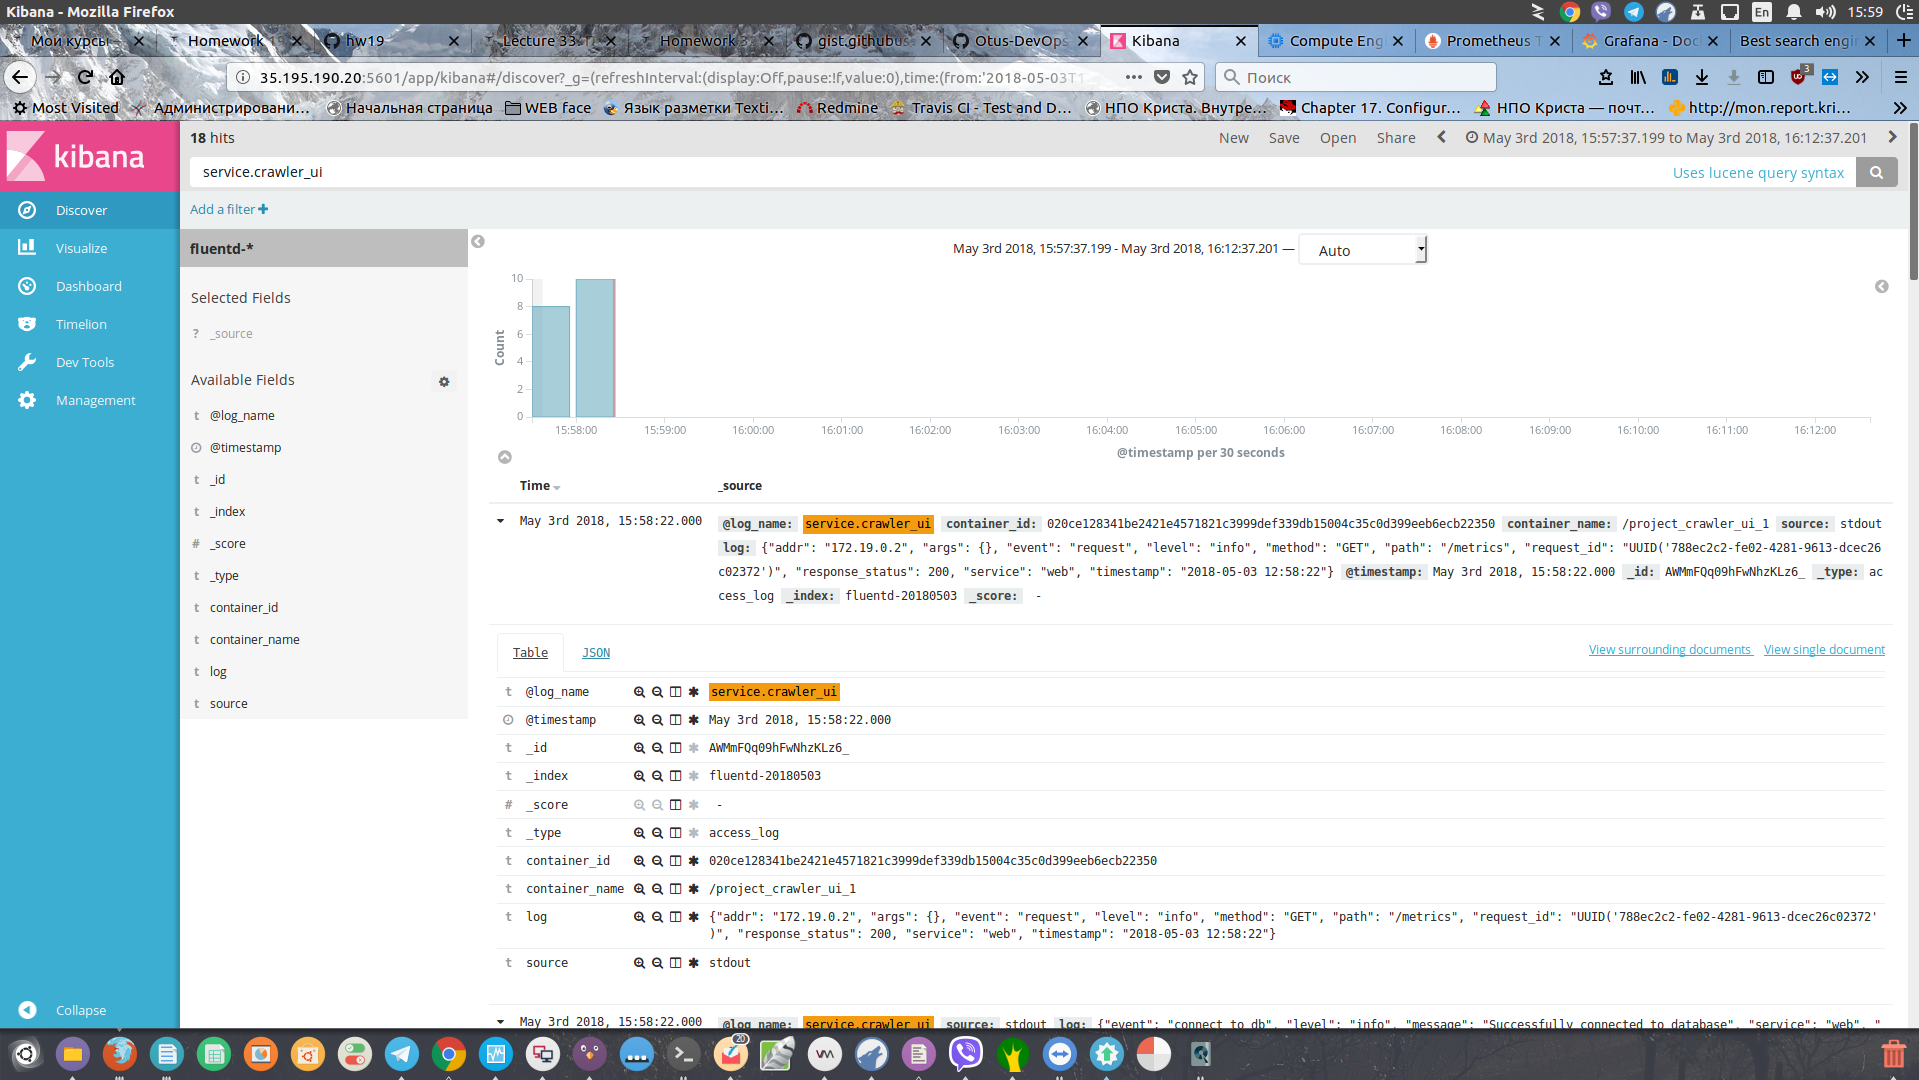 Kibana - Mozilla Firefox
En
15:59
Мои курсы
Homework 19
hw19
Lecture 33. T
Homework 3
gist.githubus
Otus-DevOps
Kibana
Compute Eng
Prometheus T
Grafana - Doc
Best search engi
35.195.190.20:5601/app/kibana#/discover?_g=(refreshInterval:(display:Off,pause:!f,value:0),time:(from:'2018-05-03T1
Поиск
3
Most Visited
Администрировани...
Начальная страница
WEB face
Язык разметки Texti...
Redmine
Travis CI - Test and D...
НПО Криста. Внутре...
Chapter 17. Configur...
НПО Криста — почт...
http://mon.report.kri...
kibana
Discover
Visualize
Dashboard
Timelion
Dev Tools
Management
Collapse
18 hits
New Save Open Share
May 3rd 2018, 15:57:37.199 to May 3rd 2018, 16:12:37.201
service.crawler_ui
Uses lucene query syntax
Add a filter
fluentd-*
Selected Fields
? _source
Available Fields
t @log_name
@timestamp
t _id
t _index
# _score
t _type
t container_id
t container_name
t log
t source
May 3rd 2018, 15:57:37.199 - May 3rd 2018, 16:12:37.201 —
Auto
Count
10
8
6
4
2
0
15:58:00 15:59:00 16:00:00 16:01:00 16:02:00 16:03:00 16:04:00 16:05:00 16:06:00 16:07:00 16:08:00 16:09:00 16:10:00 16:11:00 16:12:00
@timestamp per 30 seconds
Time _source
May 3rd 2018, 15:58:22.000 @log_name: service.crawler_ui container_id: 020ce128341be2421e4571821c3999def339db15004c35c0d399eeb6ecb22350 container_name: /project_crawler_ui_1 source: stdout
log: {"addr": "172.19.0.2", "args": {}, "event": "request", "level": "info", "method": "GET", "path": "/metrics", "request_id": "UUID('788ec2c2-fe02-4281-9613-dcec26
c02372')", "response_status": 200, "service": "web", "timestamp": "2018-05-03 12:58:22"} @timestamp: May 3rd 2018, 15:58:22.000 _id: AWMmFQq09hFwNhzKLz6_ _type: ac
cess_log _index: fluentd-20180503 _score: -
Table JSON
View surrounding documents View single document
t @log_name service.crawler_ui
@timestamp May 3rd 2018, 15:58:22.000
t _id AWMmFQq09hFwNhzKLz6_
t _index fluentd-20180503
# _score -
t _type access_log
t container_id 020ce128341be2421e4571821c3999def339db15004c35c0d399eeb6ecb22350
t container_name /project_crawler_ui_1
t log {"addr": "172.19.0.2", "args": {}, "event": "request", "level": "info", "method": "GET", "path": "/metrics", "request_id": "UUID('788ec2c2-fe02-4281-9613-dcec26c02372'
)", "response_status": 200, "service": "web", "timestamp": "2018-05-03 12:58:22"}
t source stdout
May 3rd 2018, 15:58:22.000 @log_name: service.crawler_ui source: stdout log: {"event": "connect_to_db", "level": "info", "message": "Successfully connected to database", "service": "web", "
20